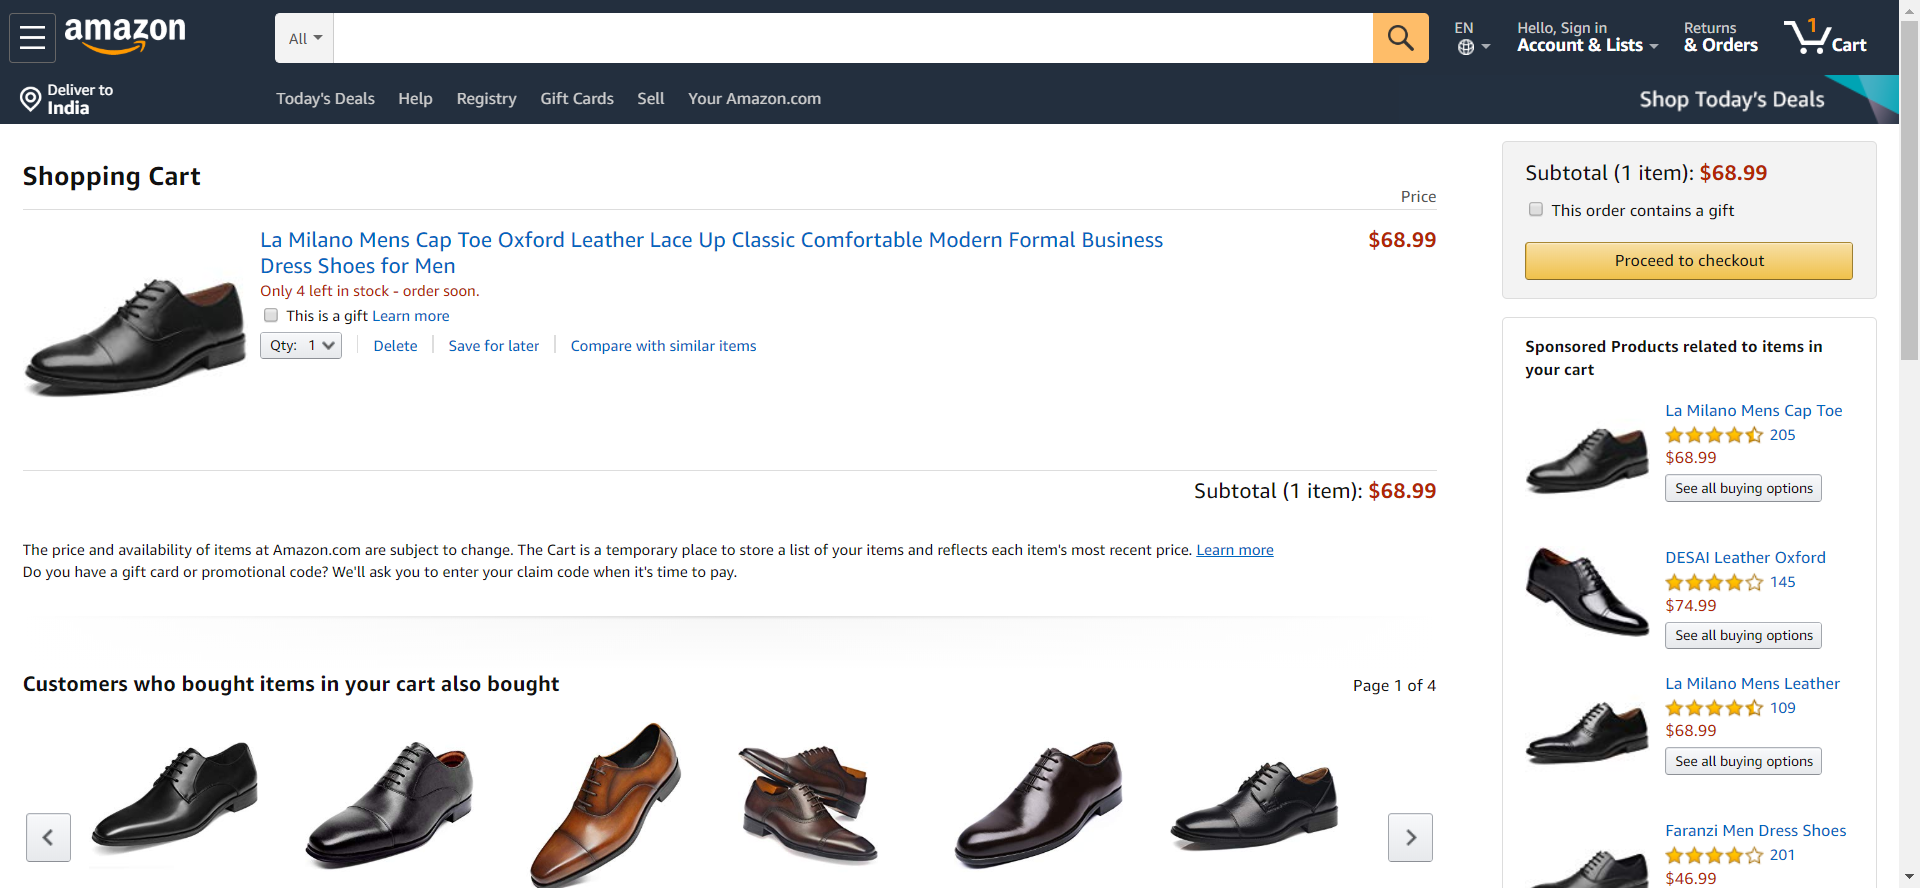 amazon
All
EN
Hello, Sign in
Account & Lists
Returns
& Orders
1
Cart
Deliver to
India
Today's Deals
Help
Registry
Gift Cards
Sell
Your Amazon.com
Shop Today's Deals
Shopping Cart
Price
La Milano Mens Cap Toe Oxford Leather Lace Up Classic Comfortable Modern Formal Business
Dress Shoes for Men
$68.99
Only 4 left in stock - order soon.
This is a gift Learn more
Qty: 1
Delete
Save for later
Compare with similar items
Subtotal (1 item): $68.99
The price and availability of items at Amazon.com are subject to change. The Cart is a temporary place to store a list of your items and reflects each item's most recent price. Learn more
Do you have a gift card or promotional code? We'll ask you to enter your claim code when it's time to pay.
Customers who bought items in your cart also bought
Page 1 of 4
Subtotal (1 item): $68.99
This order contains a gift
Proceed to checkout
Sponsored Products related to items in
your cart
La Milano Mens Cap Toe
205
$68.99
See all buying options
DESAI Leather Oxford
145
$74.99
See all buying options
La Milano Mens Leather
109
$68.99
See all buying options
Faranzi Men Dress Shoes
201
$46.99